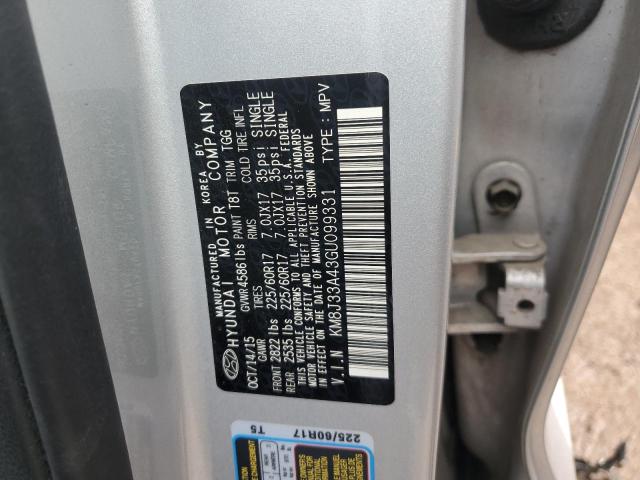 MANUFACTURED IN KOREA BY
HYUNDAI MOTOR COMPANY
OCT/14/15 GVWR 4586 lbs PAINT T8T TRIM TGG
GAWR TIRES RIMS COLD TIRE INFL
FRONT 2822 lbs 225/60R17 7.0JX17 35psi SINGLE
REAR 2535 lbs 225/60R17 7.0JX17 35psi SINGLE
THIS VEHICLE CONFORMS TO ALL APPLICABLE U.S.A. FEDERAL
MOTOR VEHICLE SAFETY AND THEFT PREVENTION STANDARDS
IN EFFECT ON THE DATE OF MANUFACTURE SHOWN ABOVE
V.I.N KM8J33A43GU099331 TYPE : MPV
225/60R17 T5